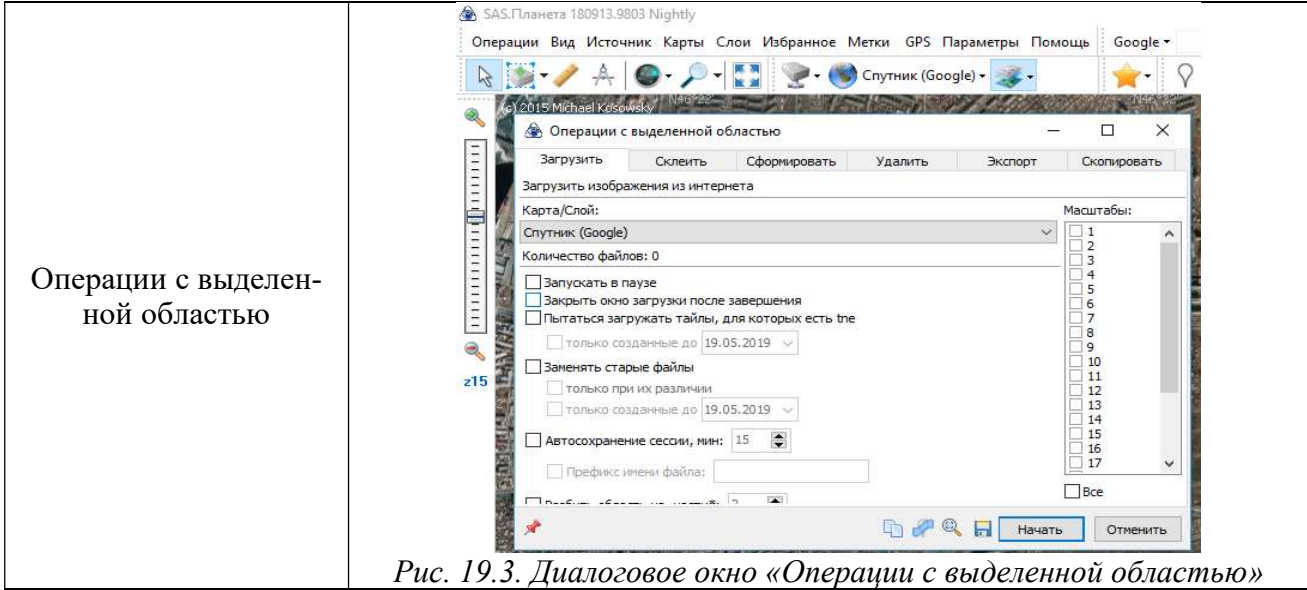 Операции с выделен-
ной областью
SAS.Планета 180913.9803 Nightly
Операции Вид Источник Карты Слои Избранное Метки GPS Параметры Помощь Google
Спутник (Google)
(c) 2015 Michael Kosowsky N46°22'
Операции с выделенной областью
Загрузить Склеить Сформировать Удалить Экспорт Скопировать
Загрузить изображения из интернета
Карта/Слой: Масштабы:
Спутник (Google)
Количество файлов: 0
1
2
3
4
5
6
7
8
9
10
11
12
13
14
15
16
17
Запускать в паузе
Закрыть окно загрузки после завершения
Пытаться загружать тайлы, для которых есть tne
только созданные до 19.05.2019
Заменять старые файлы
только при их различии
только созданные до 19.05.2019
Автосохранение сессии, мин: 15
Префикс имени файла:
Все
z15
Начать Отменить
Рис. 19.3. Диалоговое окно «Операции с выделенной областью»